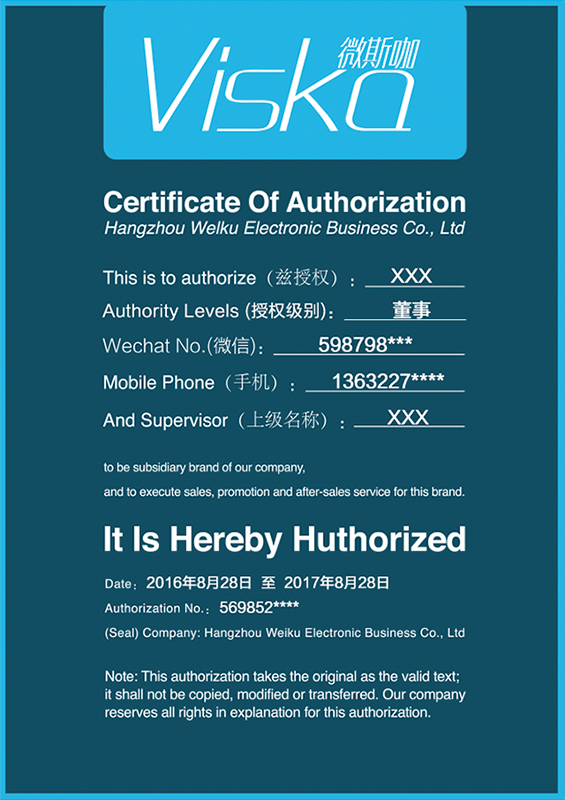 微斯咖
Viska
Certificate Of Authorization
Hangzhou Welku Electronic Business Co., Ltd
This is to authorize（兹授权）: XXX
Authority Levels (授权级别): 董事
Wechat No.(微信): 598798***
Mobile Phone（手机）: 1363227****
And Supervisor（上级名称）: XXX
to be subsidiary brand of our company,
and to execute sales, promotion and after-sales service for this brand.
It Is Hereby Huthorized
Date: 2016年8月28日 至 2017年8月28日
Authorization No.: 569852****
(Seal) Company: Hangzhou Weiku Electronic Business Co., Ltd
Note: This authorization takes the original as the valid text;
it shall not be copied, modified or transferred. Our company
reserves all rights in explanation for this authorization.